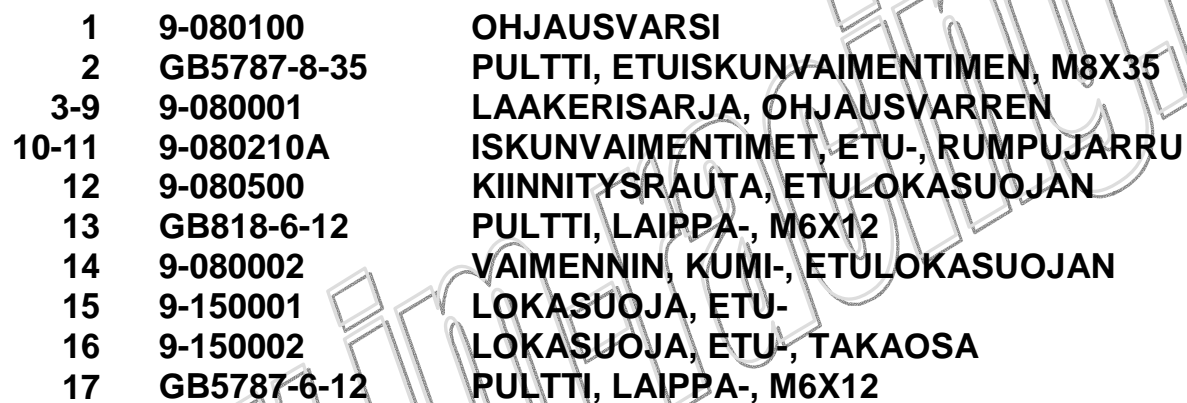 1 9-080100 OHJAUSVARSI
2 GB5787-8-35 PULTTI, ETUISKUNVAIMENTIMEN, M8X35
3-9 9-080001 LAAKERISARJA, OHJAUSVARREN
10-11 9-080210A ISKUNVAIMENTIMET, ETU-, RUMPUJARRU
12 9-080500 KIINNITYSRAUTA, ETULOKASUOJAN
13 GB818-6-12 PULTTI, LAIPPA-, M6X12
14 9-080002 VAIMENNIN, KUMI-, ETULOKASUOJAN
15 9-150001 LOKASUOJA, ETU-
16 9-150002 LOKASUOJA, ETU-, TAKAOSA
17 GB5787-6-12 PULTTI, LAIPPA-, M6X12